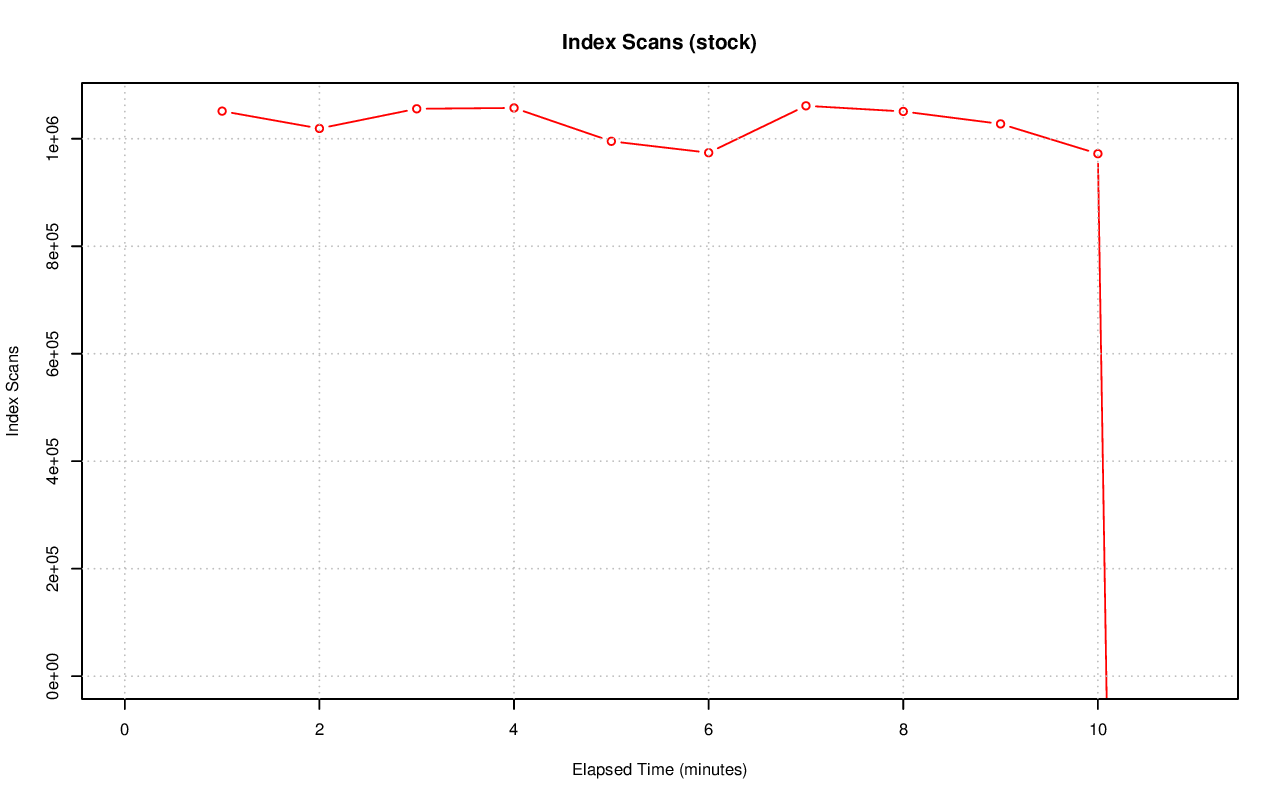 Index Scans (stock)
Index Scans
1e+06
8e+05
6e+05
4e+05
2e+05
0e+00
0 2 4 6 8 10
Elapsed Time (minutes)